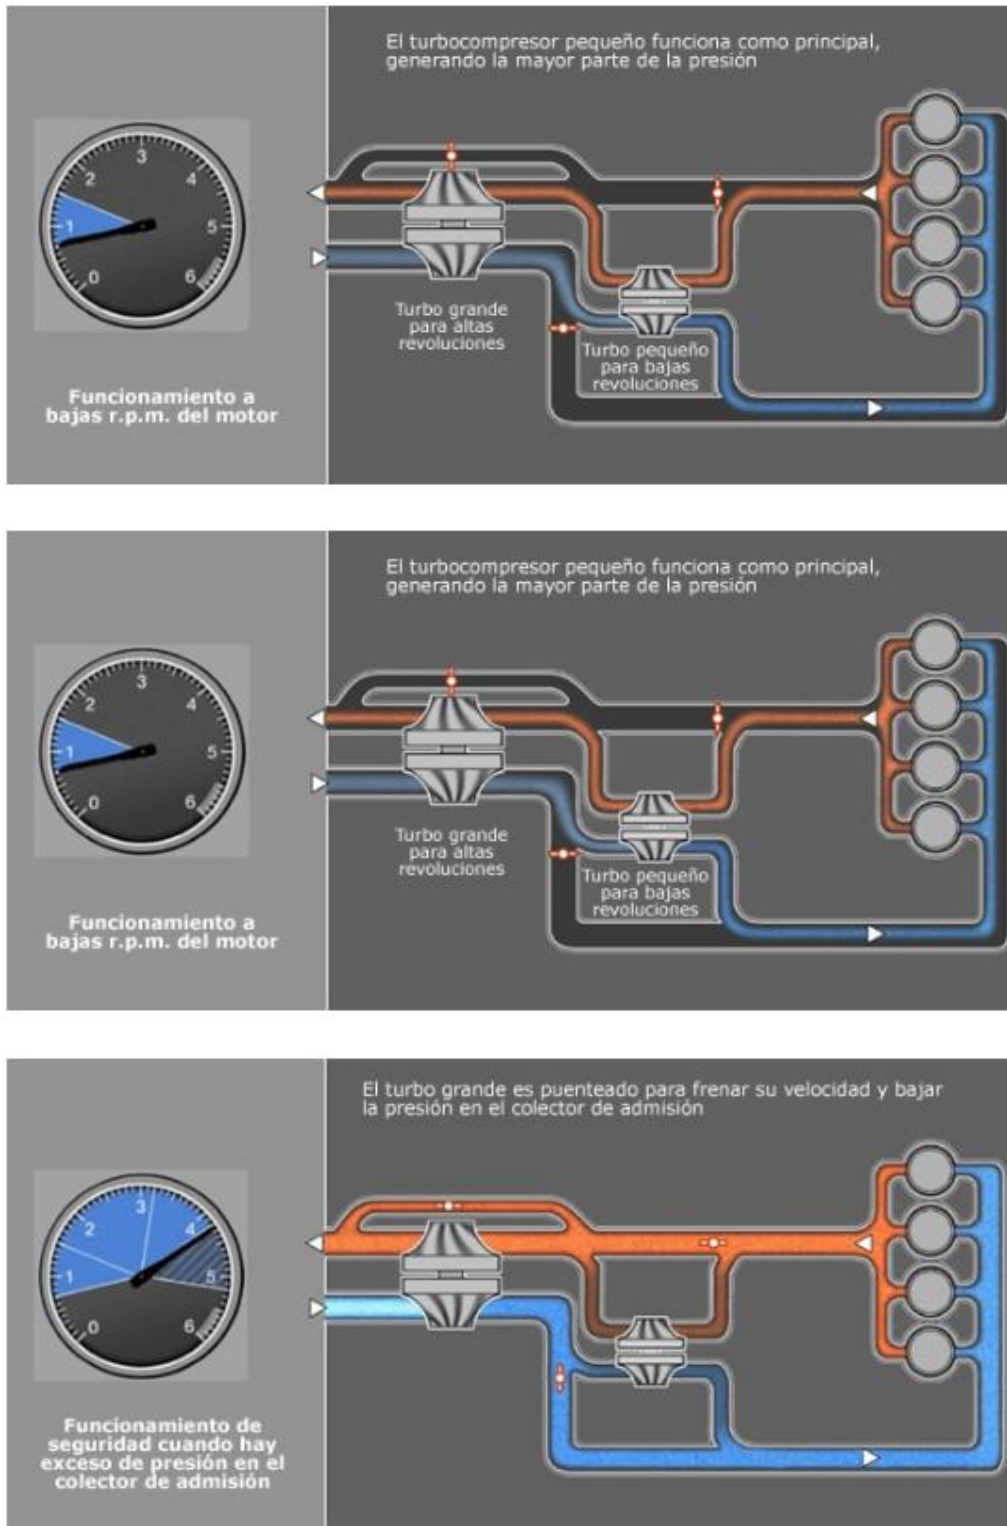 El turbocompresor pequeño funciona como principal,
generando la mayor parte de la presión
0 1 2 3 4 5 6
Turbo grande
para altas
revoluciones
Turbo pequeño
para bajas
revoluciones
Funcionamiento a
bajas r.p.m. del motor
El turbocompresor pequeño funciona como principal,
generando la mayor parte de la presión
0 1 2 3 4 5 6
Turbo grande
para altas
revoluciones
Turbo pequeño
para bajas
revoluciones
Funcionamiento a
bajas r.p.m. del motor
El turbo grande es puenteado para frenar su velocidad y bajar
la presión en el colector de admisión
0 1 2 3 4 5 6
Funcionamiento de
seguridad cuando hay
exceso de presión en el
colector de admisión